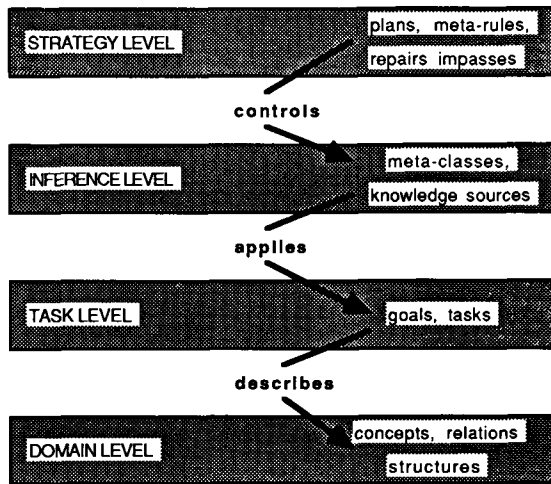 STRATEGY LEVEL
plans, meta-rules,
repairs impasses
controls
INFERENCE LEVEL
meta-classes,
knowledge sources
applies
TASK LEVEL
goals, tasks
describes
DOMAIN LEVEL
concepts, relations
structures